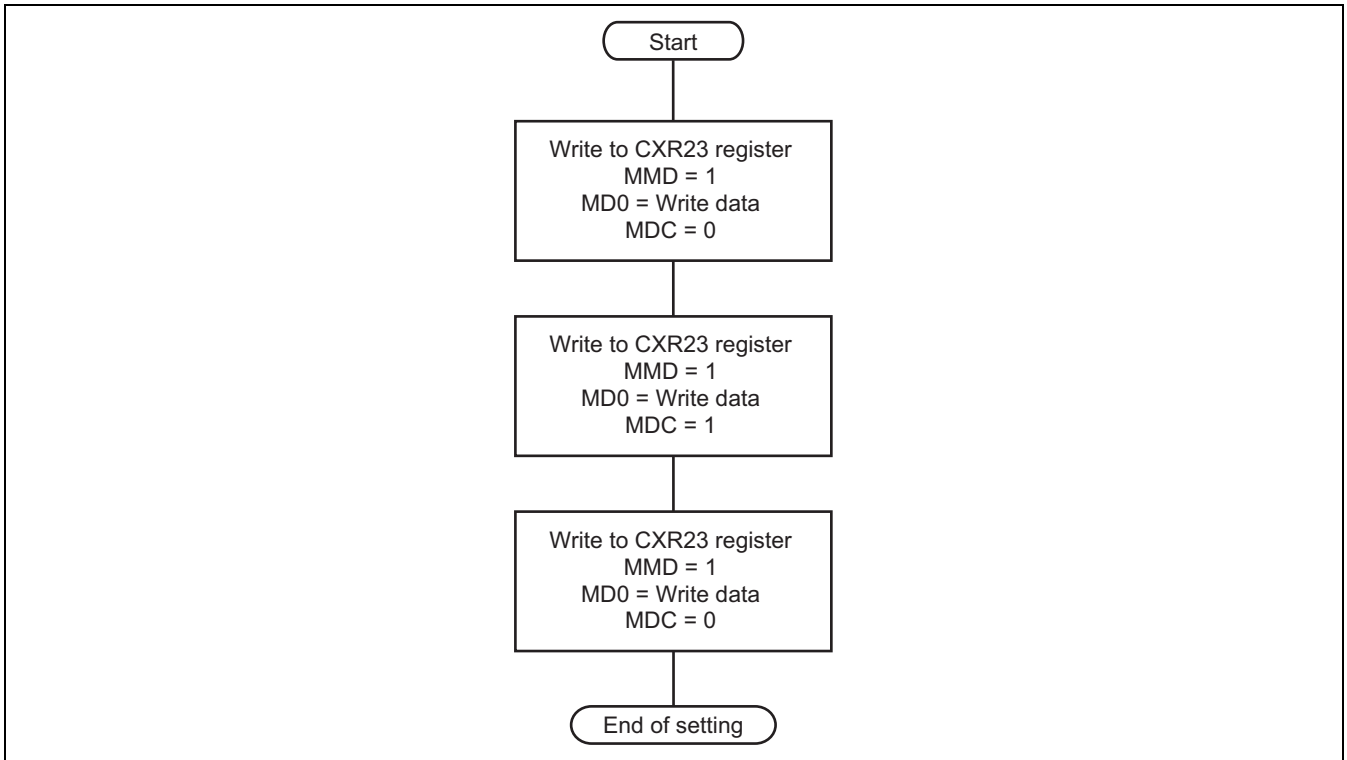 Start
Write to CXR23 register
MMD = 1
MD0 = Write data
MDC = 0
Write to CXR23 register
MMD = 1
MD0 = Write data
MDC = 1
Write to CXR23 register
MMD = 1
MD0 = Write data
MDC = 0
End of setting